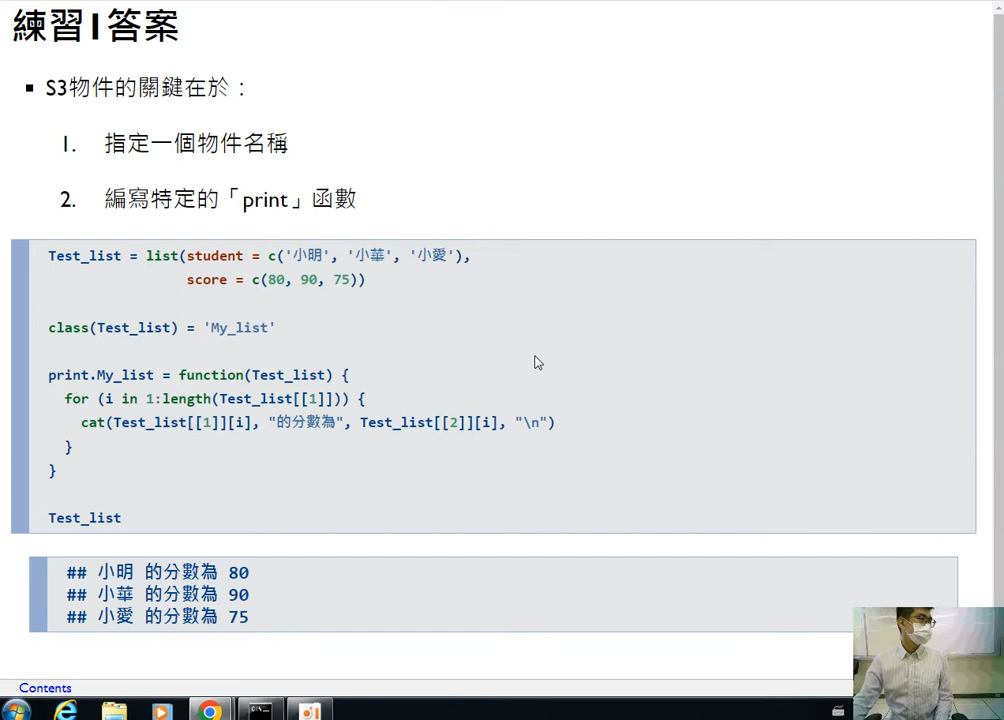 練習1答案
▪ S3物件的關鍵在於：
1. 指定一個物件名稱
2. 編寫特定的「print」函數
Test_list = list(student = c('小明', '小華', '小愛'),
                 score = c(80, 90, 75))
class(Test_list) = 'My_list'
print.My_list = function(Test_list) {
  for (i in 1:length(Test_list[[1]])) {
    cat(Test_list[[1]][i], "的分數為", Test_list[[2]][i], "\n")
  }
}
Test_list
## 小明 的分數為 80
## 小華 的分數為 90
## 小愛 的分數為 75
Contents